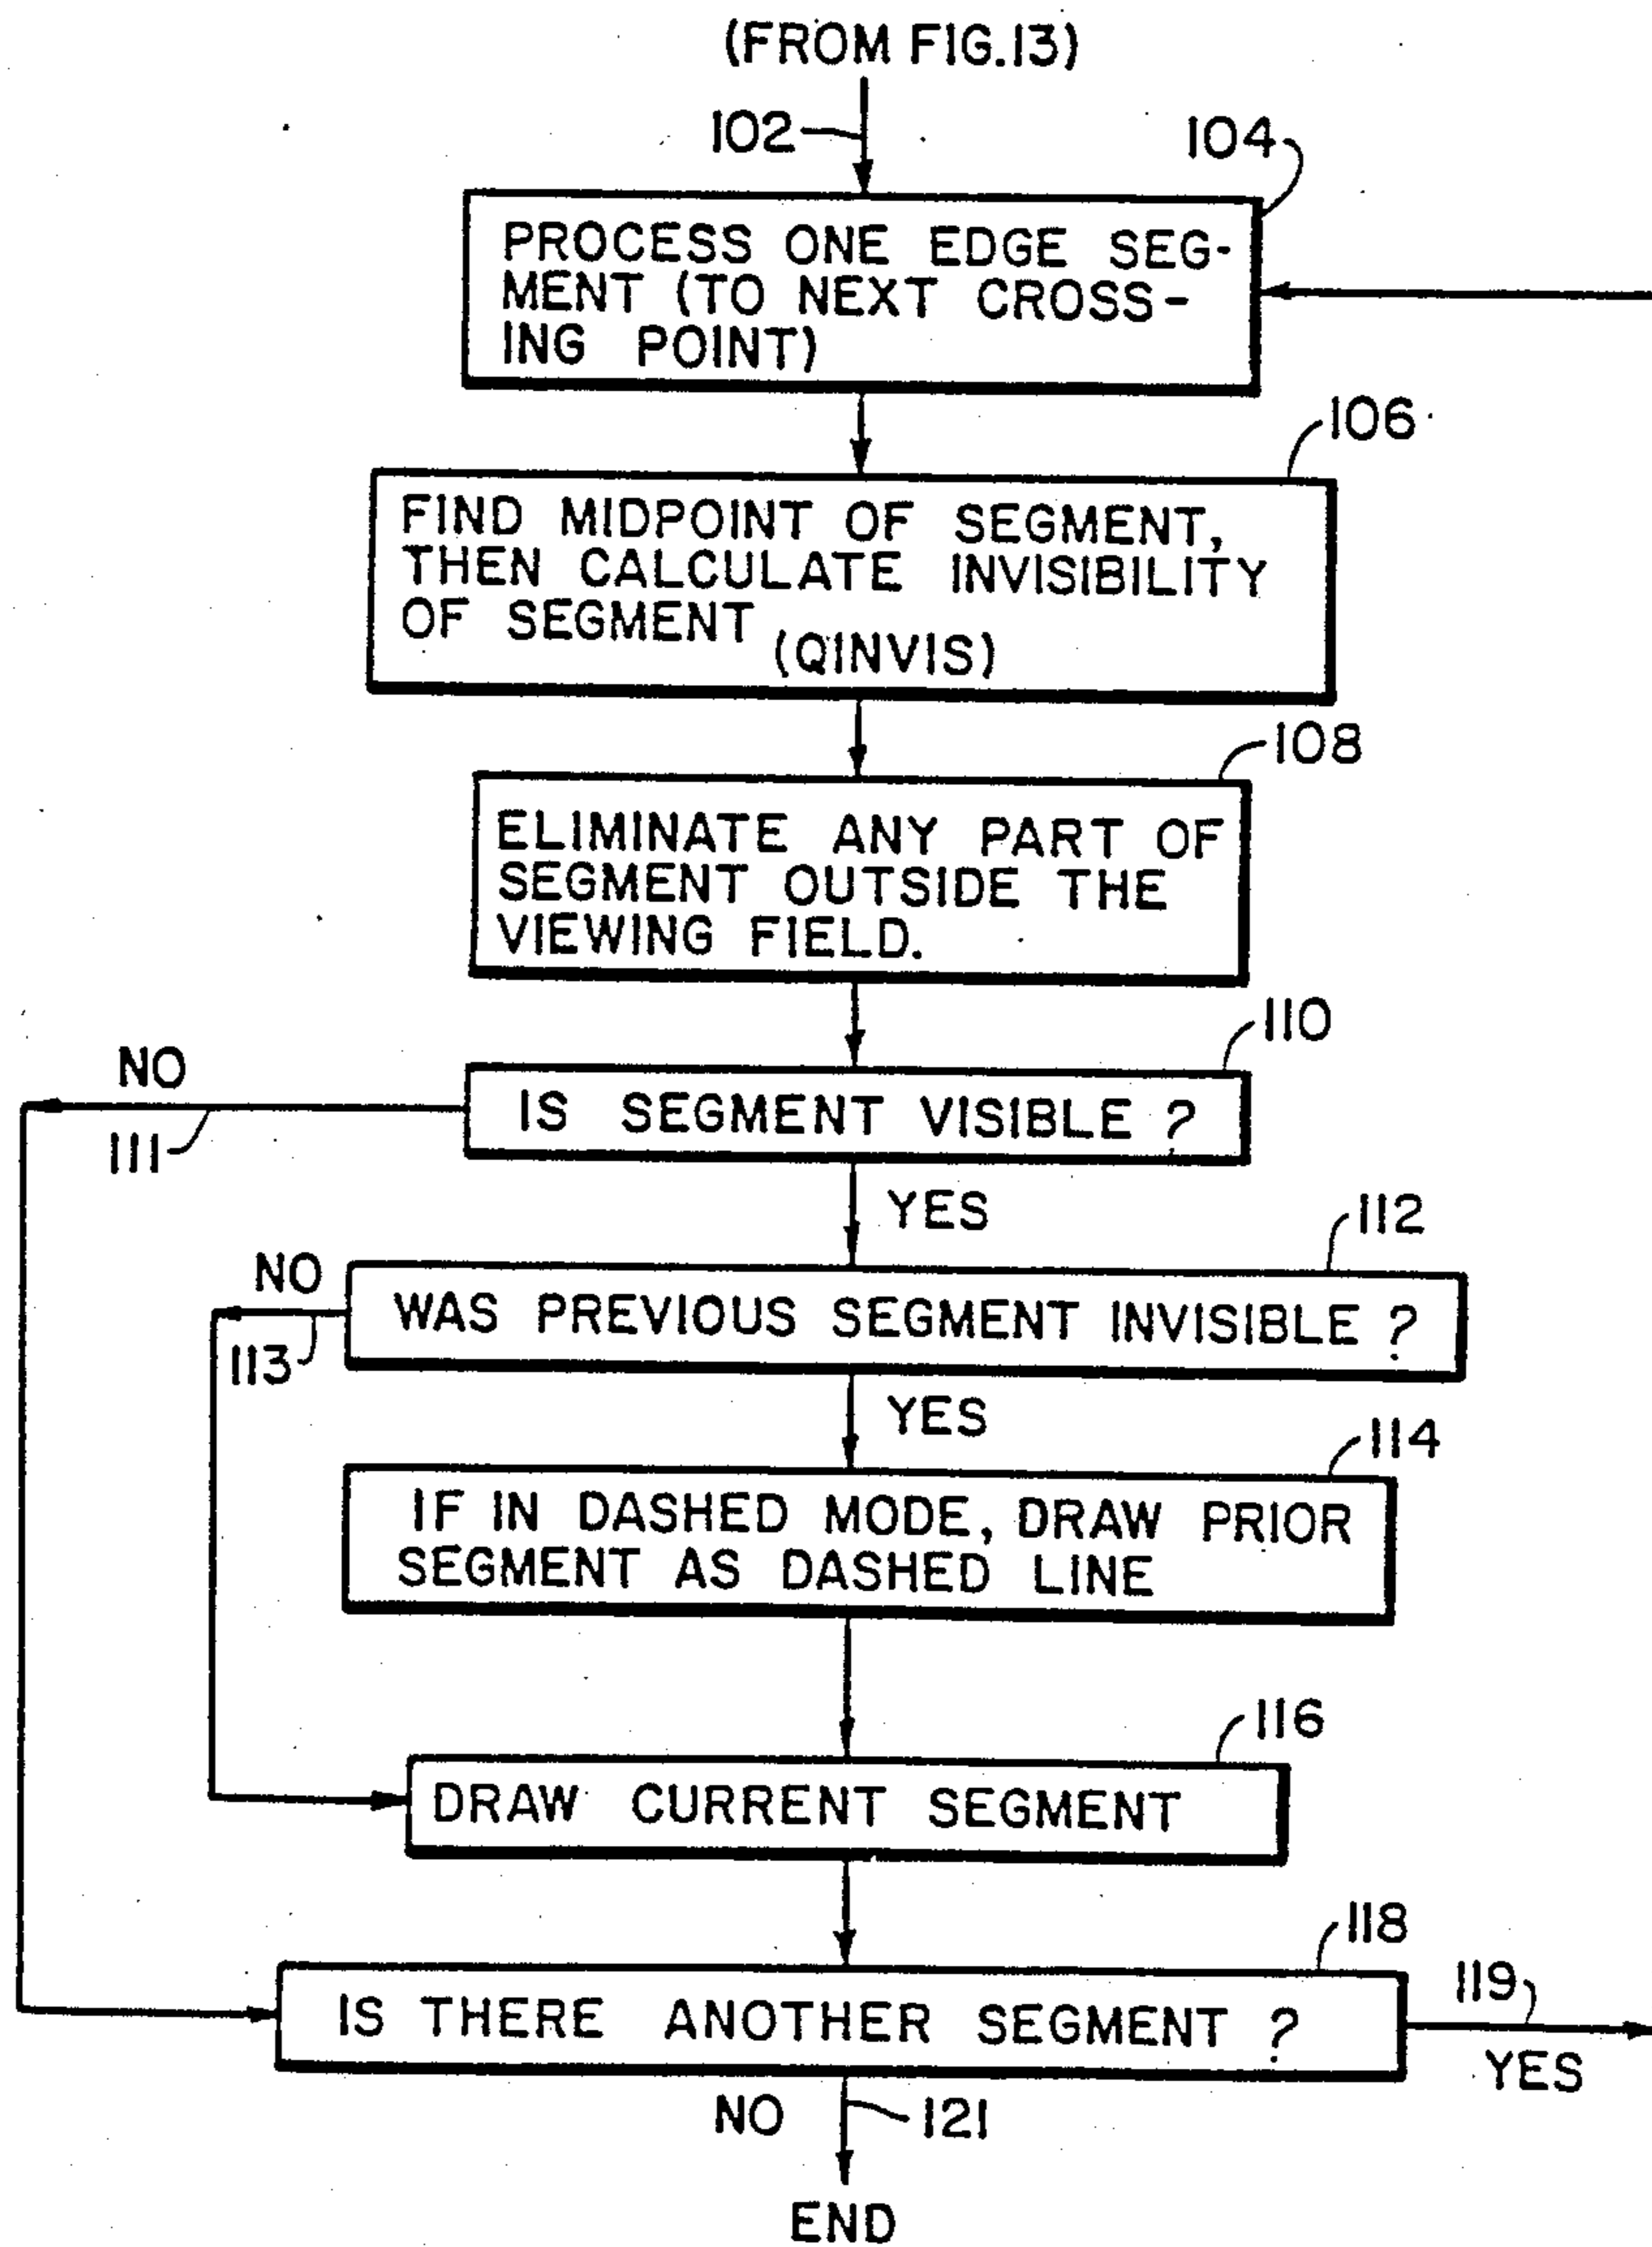 (FROM FIG.13)
102
104
PROCESS ONE EDGE SEG-
MENT (TO NEXT CROSS-
ING POINT)
106
FIND MIDPOINT OF SEGMENT,
THEN CALCULATE INVISIBILITY
OF SEGMENT
(QINVIS)
108
ELIMINATE ANY PART OF
SEGMENT OUTSIDE THE
VIEWING FIELD.
110
NO
IS SEGMENT VISIBLE ?
111
YES
112
NO
WAS PREVIOUS SEGMENT INVISIBLE ?
113
YES
114
IF IN DASHED MODE, DRAW PRIOR
SEGMENT AS DASHED LINE
116
DRAW CURRENT SEGMENT
118
119
IS THERE ANOTHER SEGMENT ?
YES
NO
121
END